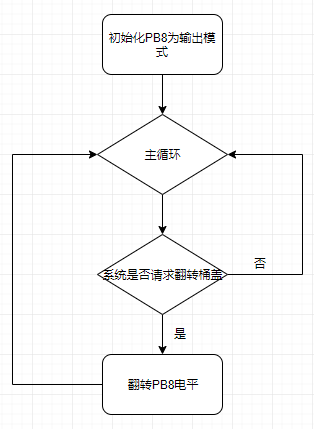 初始化PB8为输出模
式
主循环
系统是否请求翻转桶盖
否
是
翻转PB8电平